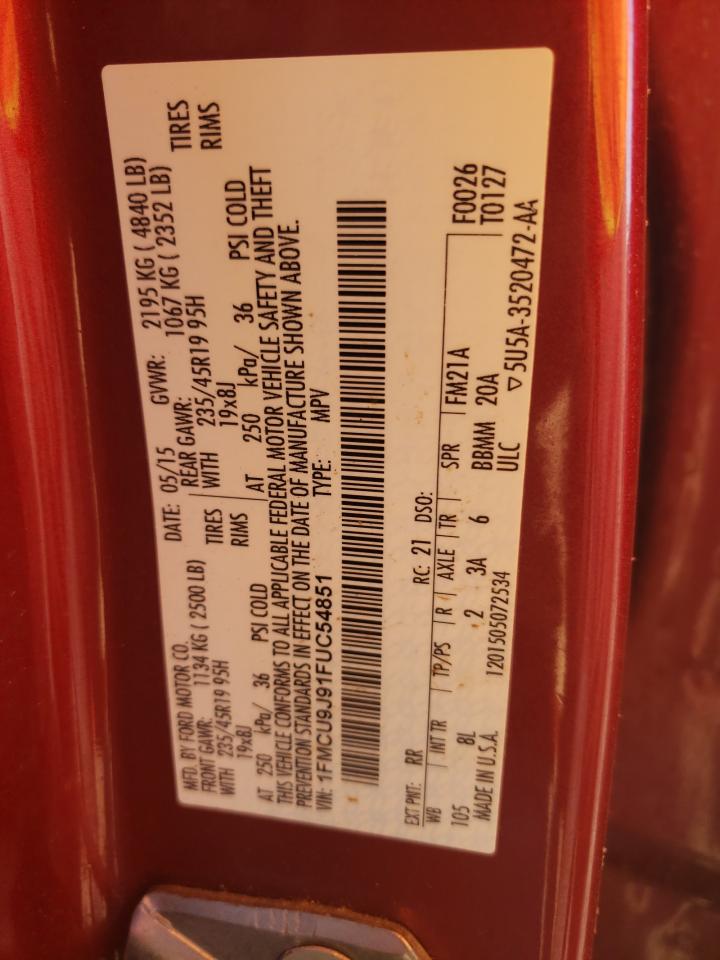 MFD. BY FORD MOTOR CO. DATE: 05/15 GVWR: 2195 KG ( 4840 LB)
FRONT GAWR: 1134 KG ( 2500 LB) REAR GAWR: 1067 KG ( 2352 LB)
WITH 235/45R19 95H TIRES WITH 235/45R19 95H TIRES
19x8J RIMS 19x8J RIMS
AT 250 kPa/ 36 PSI COLD AT 250 kPa/ 36 PSI COLD
THIS VEHICLE CONFORMS TO ALL APPLICABLE FEDERAL MOTOR VEHICLE SAFETY AND THEFT
PREVENTION STANDARDS IN EFFECT ON THE DATE OF MANUFACTURE SHOWN ABOVE.
VIN: 1FMCU9J91FUC54851 TYPE: MPV
EXT PNT: RR RC: 21 DSO:
WB INT TR TP/PS R AXLE TR SPR FM21A F0026
105 8L 2 3A 6 BBMM 20A T0127
MADE IN U.S.A. 1201505072534 ULC ▽5U5A-3520472-AA